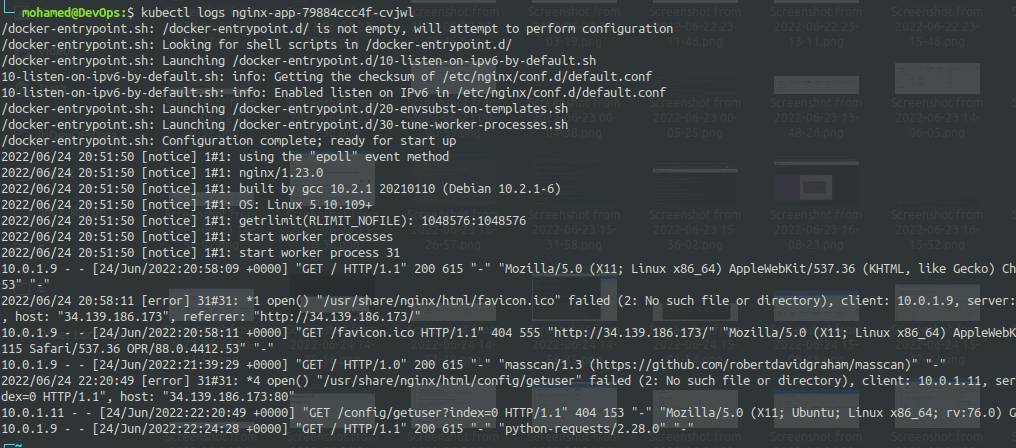 mohamed@DevOps:$ kubectl logs nginx-app-79884ccc4f-cvjwl
/docker-entrypoint.sh: /docker-entrypoint.d/ is not empty, will attempt to perform configuration
/docker-entrypoint.sh: Looking for shell scripts in /docker-entrypoint.d/
/docker-entrypoint.sh: Launching /docker-entrypoint.d/10-listen-on-ipv6-by-default.sh
10-listen-on-ipv6-by-default.sh: info: Getting the checksum of /etc/nginx/conf.d/default.conf
10-listen-on-ipv6-by-default.sh: info: Enabled listen on IPv6 in /etc/nginx/conf.d/default.conf
/docker-entrypoint.sh: Launching /docker-entrypoint.d/20-envsubst-on-templates.sh
/docker-entrypoint.sh: Launching /docker-entrypoint.d/30-tune-worker-processes.sh
/docker-entrypoint.sh: Configuration complete; ready for start up
2022/06/24 20:51:50 [notice] 1#1: using the "epoll" event method
2022/06/24 20:51:50 [notice] 1#1: nginx/1.23.0
2022/06/24 20:51:50 [notice] 1#1: built by gcc 10.2.1 20210110 (Debian 10.2.1-6)
2022/06/24 20:51:50 [notice] 1#1: OS: Linux 5.10.109+
2022/06/24 20:51:50 [notice] 1#1: getrlimit(RLIMIT_NOFILE): 1048576:1048576
2022/06/24 20:51:50 [notice] 1#1: start worker processes
2022/06/24 20:51:50 [notice] 1#1: start worker process 31
10.0.1.9 - - [24/Jun/2022:20:58:09 +0000] "GET / HTTP/1.1" 200 615 "-" "Mozilla/5.0 (X11; Linux x86_64) AppleWebKit/537.36 (KHTML, like Gecko) Ch
53" "-"
2022/06/24 20:58:11 [error] 31#31: *1 open() "/usr/share/nginx/html/favicon.ico" failed (2: No such file or directory), client: 10.0.1.9, server:
, host: "34.139.186.173", referrer: "http://34.139.186.173/"
10.0.1.9 - - [24/Jun/2022:20:58:11 +0000] "GET /favicon.ico HTTP/1.1" 404 555 "http://34.139.186.173/" "Mozilla/5.0 (X11; Linux x86_64) AppleWebK
115 Safari/537.36 OPR/88.0.4412.53" "-"
10.0.1.9 - - [24/Jun/2022:21:39:29 +0000] "GET / HTTP/1.0" 200 615 "-" "masscan/1.3 (https://github.com/robertdavidgraham/masscan)" "-"
2022/06/24 22:20:49 [error] 31#31: *4 open() "/usr/share/nginx/html/config/getuser" failed (2: No such file or directory), client: 10.0.1.11, ser
dex=0 HTTP/1.1", host: "34.139.186.173:80"
10.0.1.11 - - [24/Jun/2022:22:20:49 +0000] "GET /config/getuser?index=0 HTTP/1.1" 404 153 "-" "Mozilla/5.0 (X11; Ubuntu; Linux x86_64; rv:76.0) G
10.0.1.9 - - [24/Jun/2022:22:24:28 +0000] "GET / HTTP/1.1" 200 615 "-" "python-requests/2.28.0" "-"